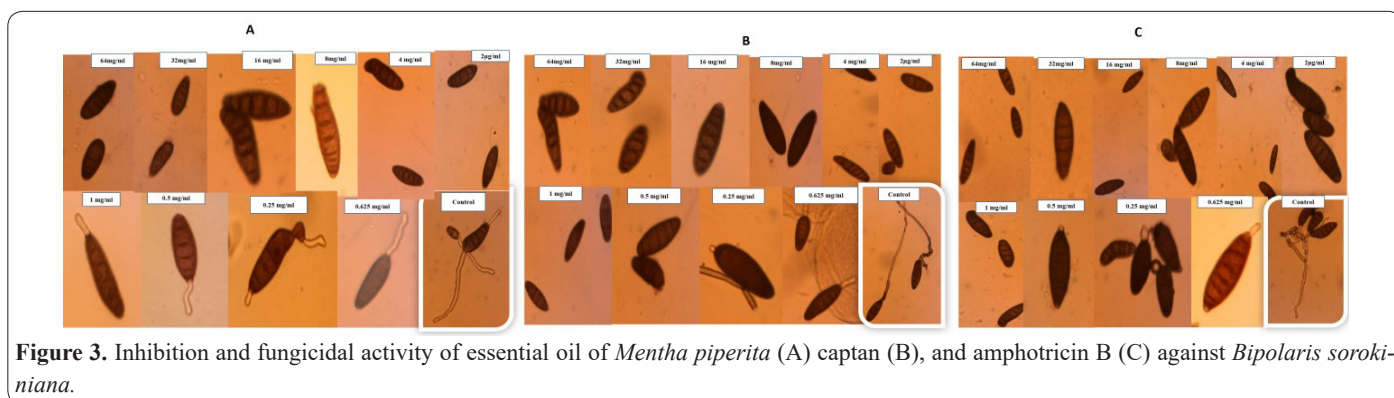 A
B
C
64mg/ml 32mg/ml 16 mg/ml 8mg/ml 4 mg/ml 2µg/ml
64mg/ml 32mg/ml 16 mg/ml 8mg/ml 4 mg/ml 2µg/ml
64mg/ml 32mg/ml 16 mg/ml 8mg/ml 4 mg/ml 2µg/ml
1 mg/ml 0.5 mg/ml 0.25 mg/ml 0.625 mg/ml Control
1 mg/ml 0.5 mg/ml 0.25 mg/ml 0.625 mg/ml Control
1 mg/ml 0.5 mg/ml 0.25 mg/ml 0.625 mg/ml Control
Figure 3. Inhibition and fungicidal activity of essential oil of Mentha piperita (A) captan (B), and amphotricin B (C) against Bipolaris soroki-
niana.